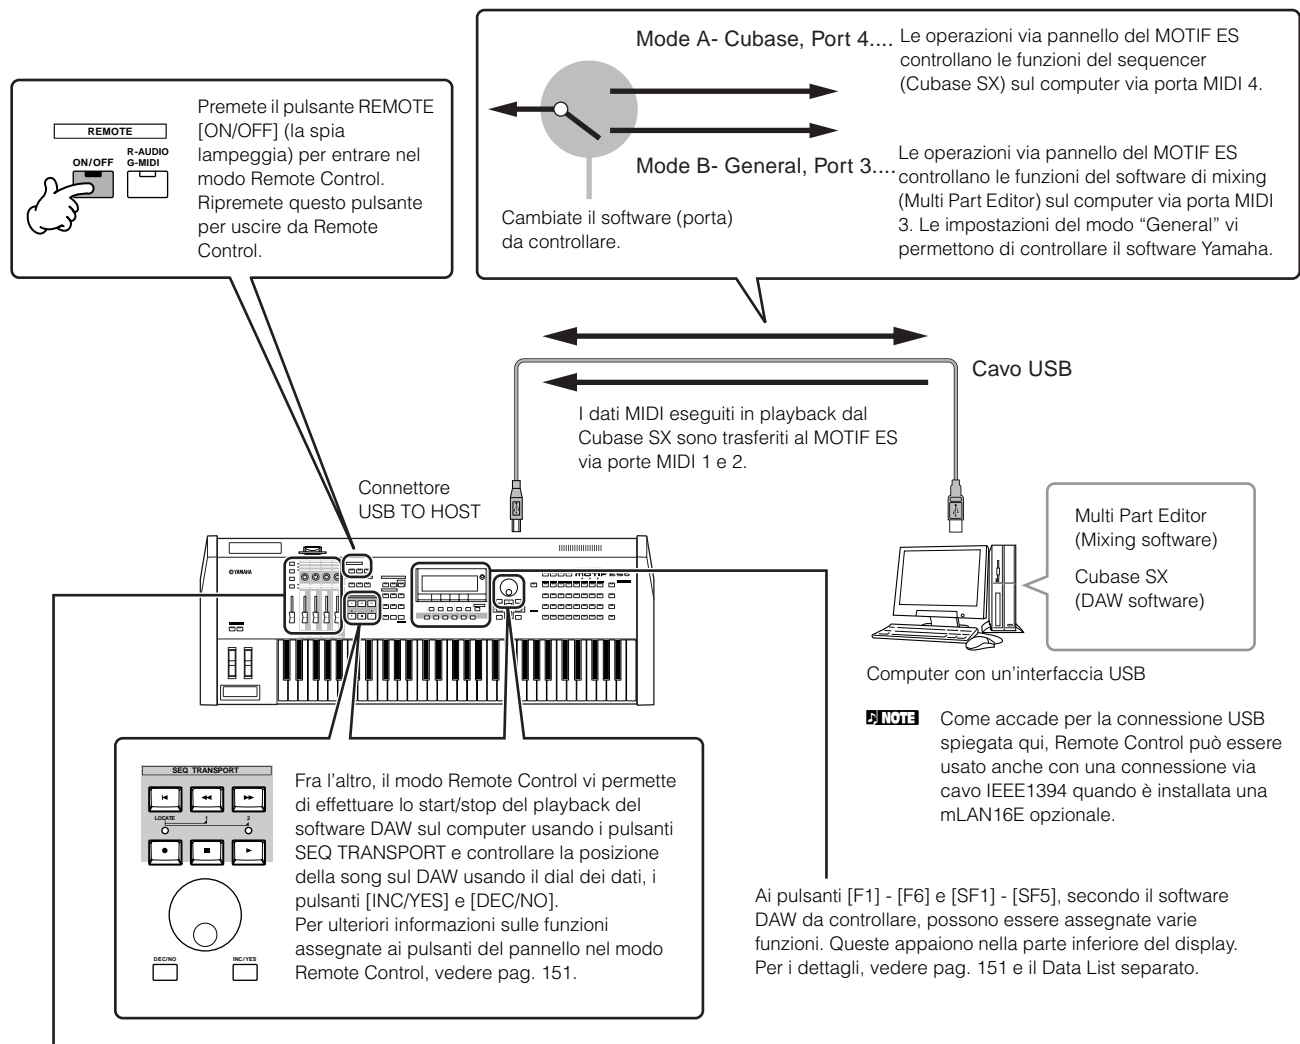 Mode A- Cubase, Port 4....
Le operazioni via pannello del MOTIF ES
controllano le funzioni del sequencer
(Cubase SX) sul computer via porta MIDI 4.
Mode B- General, Port 3....
Le operazioni via pannello del MOTIF ES
controllano le funzioni del software di mixing
(Multi Part Editor) sul computer via porta MIDI
3. Le impostazioni del modo “General” vi
permettono di controllare il software Yamaha.
Cambiate il software (porta)
da controllare.
REMOTE
ON/OFF
R-AUDIO
G-MIDI
Premete il pulsante REMOTE
[ON/OFF] (la spia
lampeggia) per entrare nel
modo Remote Control.
Ripremete questo pulsante
per uscire da Remote
Control.
Cavo USB
I dati MIDI eseguiti in playback dal
Cubase SX sono trasferiti al MOTIF ES
via porte MIDI 1 e 2.
Connettore
USB TO HOST
YAMAHA
MOTIF ES6
Multi Part Editor
(Mixing software)
Cubase SX
(DAW software)
Computer con un’interfaccia USB
NOTE
Come accade per la connessione USB
spiegata qui, Remote Control può essere
usato anche con una connessione via
cavo IEEE1394 quando è installata una
mLAN16E opzionale.
SEQ TRANSPORT
LOCATE
1
2
DEC/NO
INC/YES
Fra l’altro, il modo Remote Control vi permette
di effettuare lo start/stop del playback del
software DAW sul computer usando i pulsanti
SEQ TRANSPORT e controllare la posizione
della song sul DAW usando il dial dei dati, i
pulsanti [INC/YES] e [DEC/NO].
Per ulteriori informazioni sulle funzioni
assegnate ai pulsanti del pannello nel modo
Remote Control, vedere pag. 151.
Ai pulsanti [F1] - [F6] e [SF1] - [SF5], secondo il software
DAW da controllare, possono essere assegnate varie
funzioni. Queste appaiono nella parte inferiore del display.
Per i dettagli, vedere pag. 151 e il Data List separato.